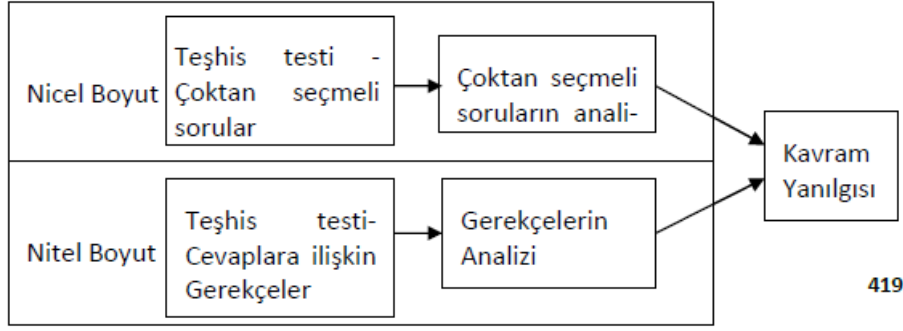 Nicel Boyut
Teşhis testi -
Çoktan seçmeli
sorular
Çoktan seçmeli
soruların anali-
Kavram
Yanılgısı
Nitel Boyut
Teşhis testi-
Cevaplara ilişkin
Gerekçeler
Gerekçelerin
Analizi
419